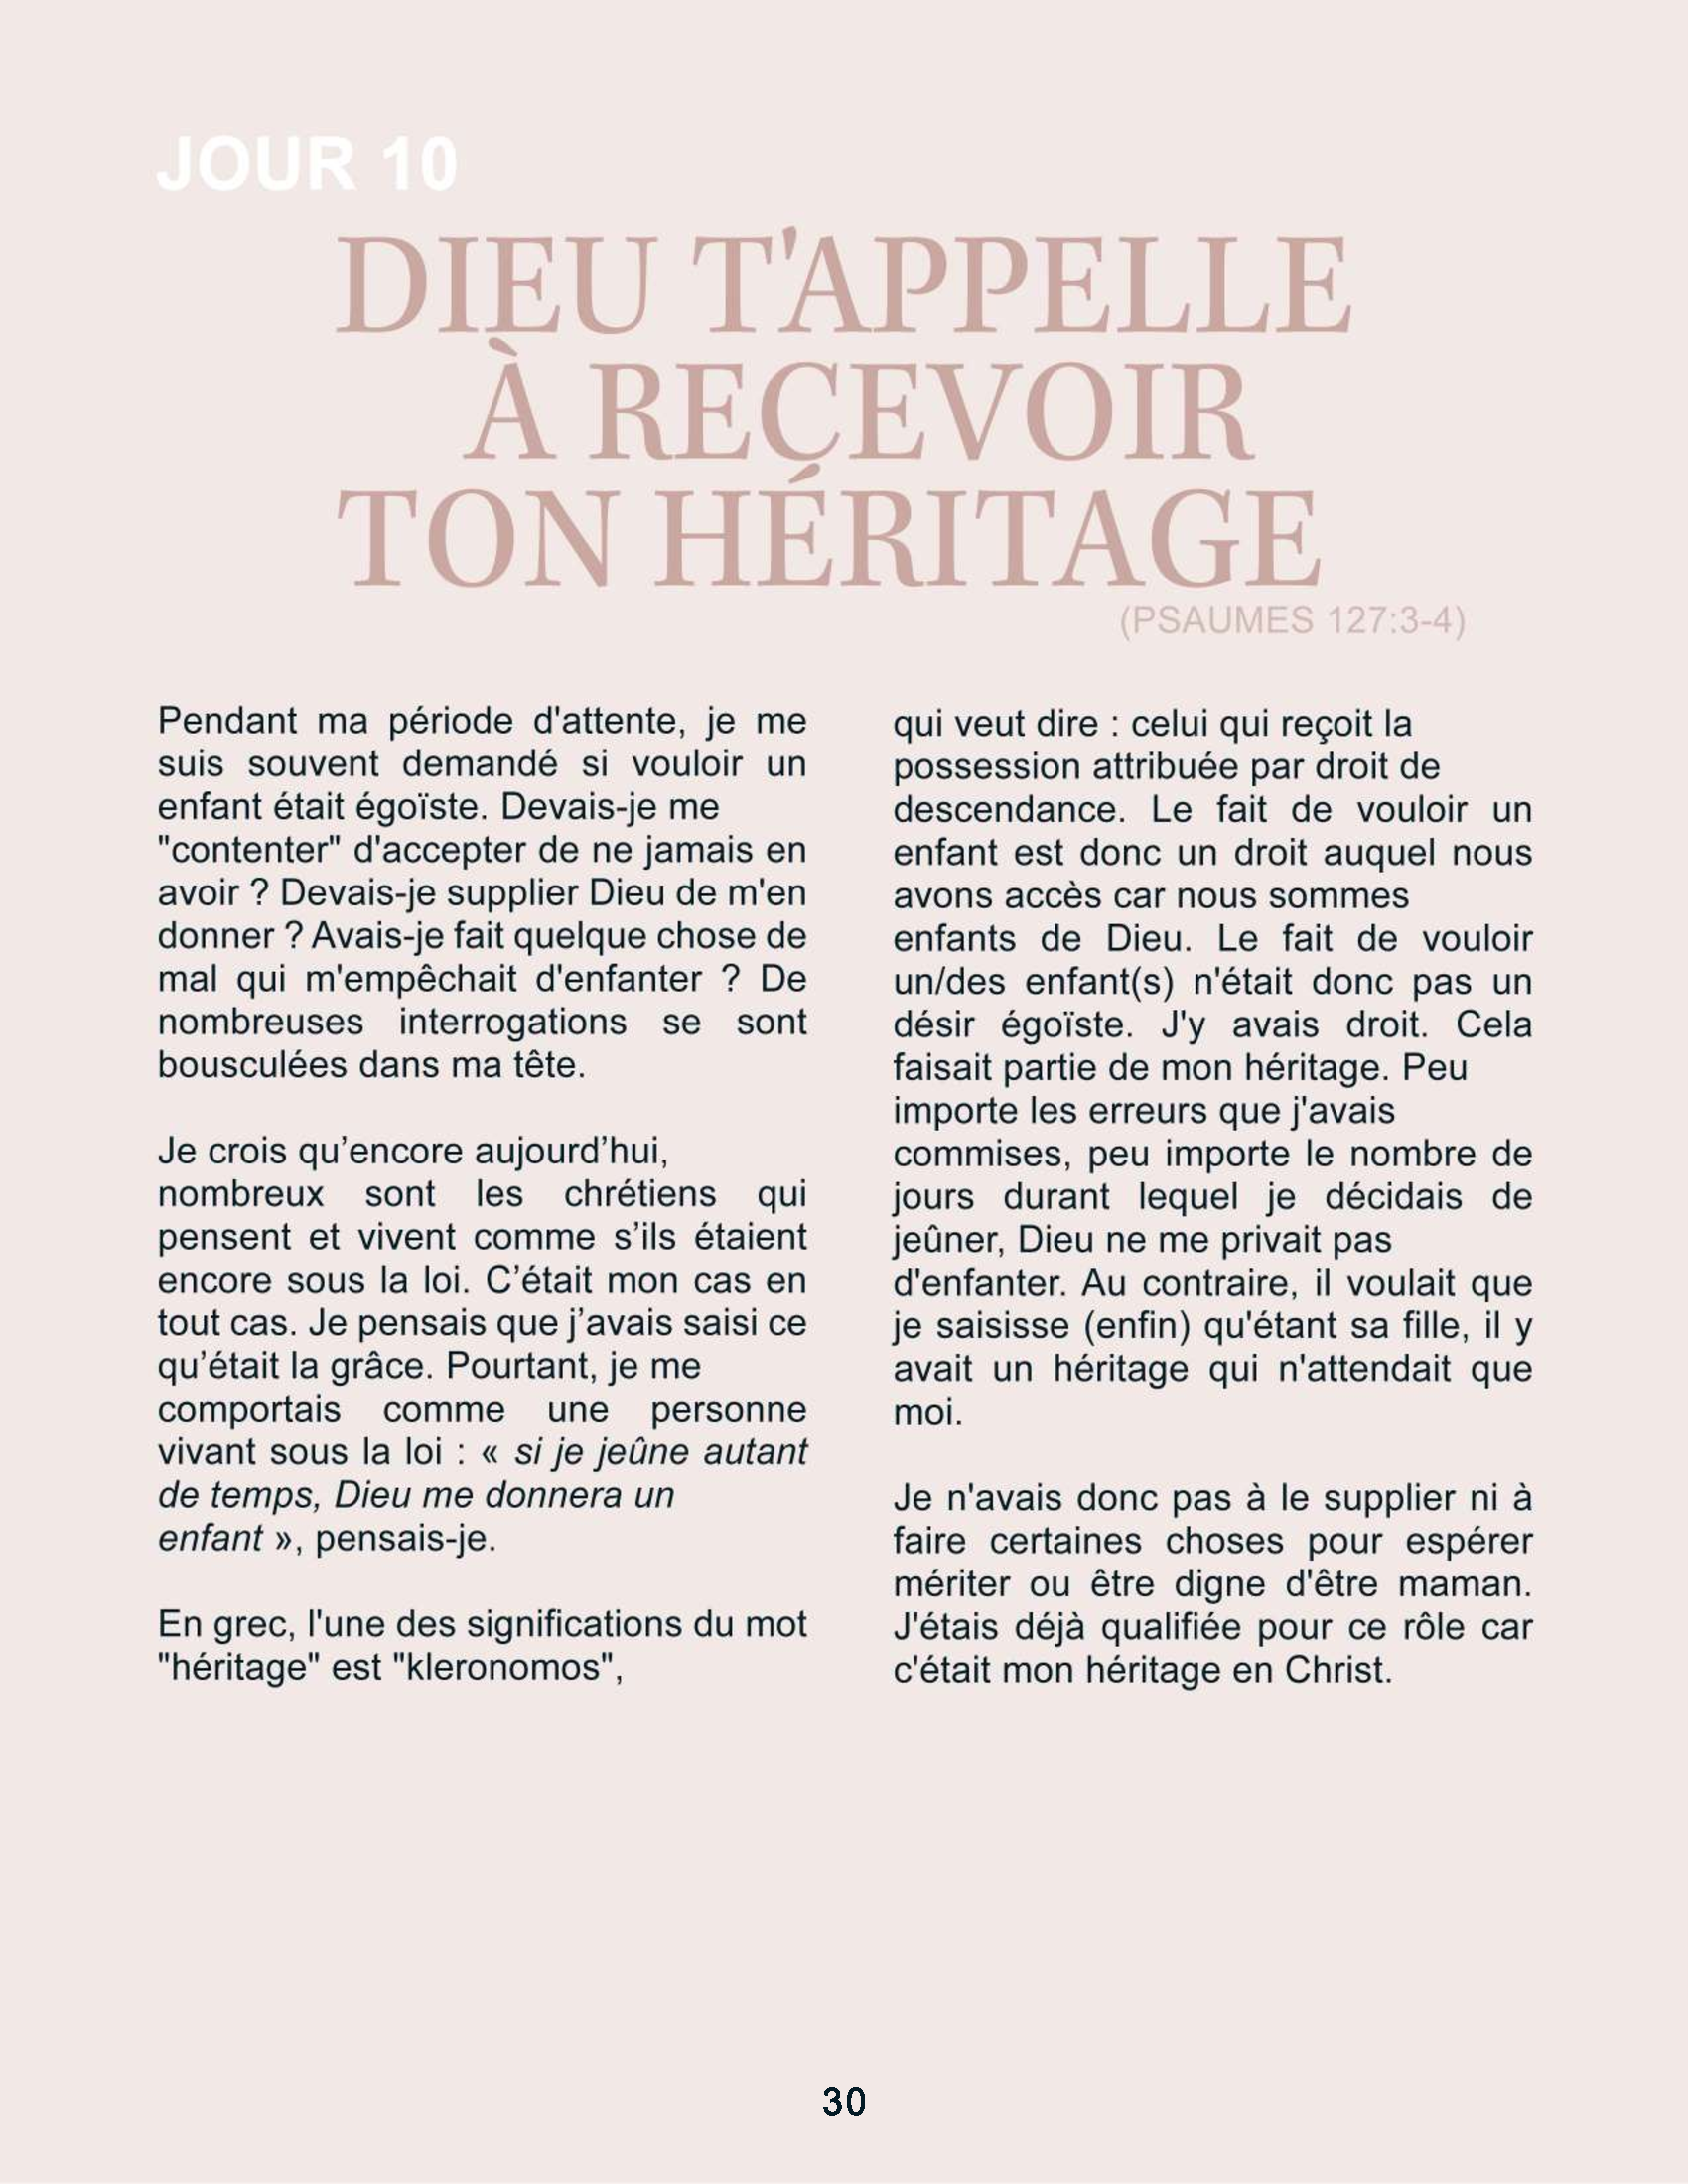 JOUR 10
DIEU T'APPELLE
À RECEVOIR
TON HÉRITAGE
(PSAUMES 127:3-4)
Pendant ma période d'attente, je me
suis souvent demandé si vouloir un
enfant était égoïste. Devais-je me
"contenter" d'accepter de ne jamais en
avoir ? Devais-je supplier Dieu de m'en
donner ? Avais-je fait quelque chose de
mal qui m'empêchait d'enfanter ? De
nombreuses interrogations se sont
bousculées dans ma tête.
Je crois qu’encore aujourd’hui,
nombreux sont les chrétiens qui
pensent et vivent comme s’ils étaient
encore sous la loi. C’était mon cas en
tout cas. Je pensais que j’avais saisi ce
qu’était la grâce. Pourtant, je me
comportais comme une personne
vivant sous la loi : « si je jeûne autant
de temps, Dieu me donnera un
enfant », pensais-je.
En grec, l'une des significations du mot
"héritage" est "kleronomos",
qui veut dire : celui qui reçoit la
possession attribuée par droit de
descendance. Le fait de vouloir un
enfant est donc un droit auquel nous
avons accès car nous sommes
enfants de Dieu. Le fait de vouloir
un/des enfant(s) n'était donc pas un
désir égoïste. J'y avais droit. Cela
faisait partie de mon héritage. Peu
importe les erreurs que j'avais
commises, peu importe le nombre de
jours durant lequel je décidais de
jeûner, Dieu ne me privait pas
d'enfanter. Au contraire, il voulait que
je saisisse (enfin) qu'étant sa fille, il y
avait un héritage qui n'attendait que
moi.
Je n'avais donc pas à le supplier ni à
faire certaines choses pour espérer
mériter ou être digne d'être maman.
J'étais déjà qualifiée pour ce rôle car
c'était mon héritage en Christ.
30